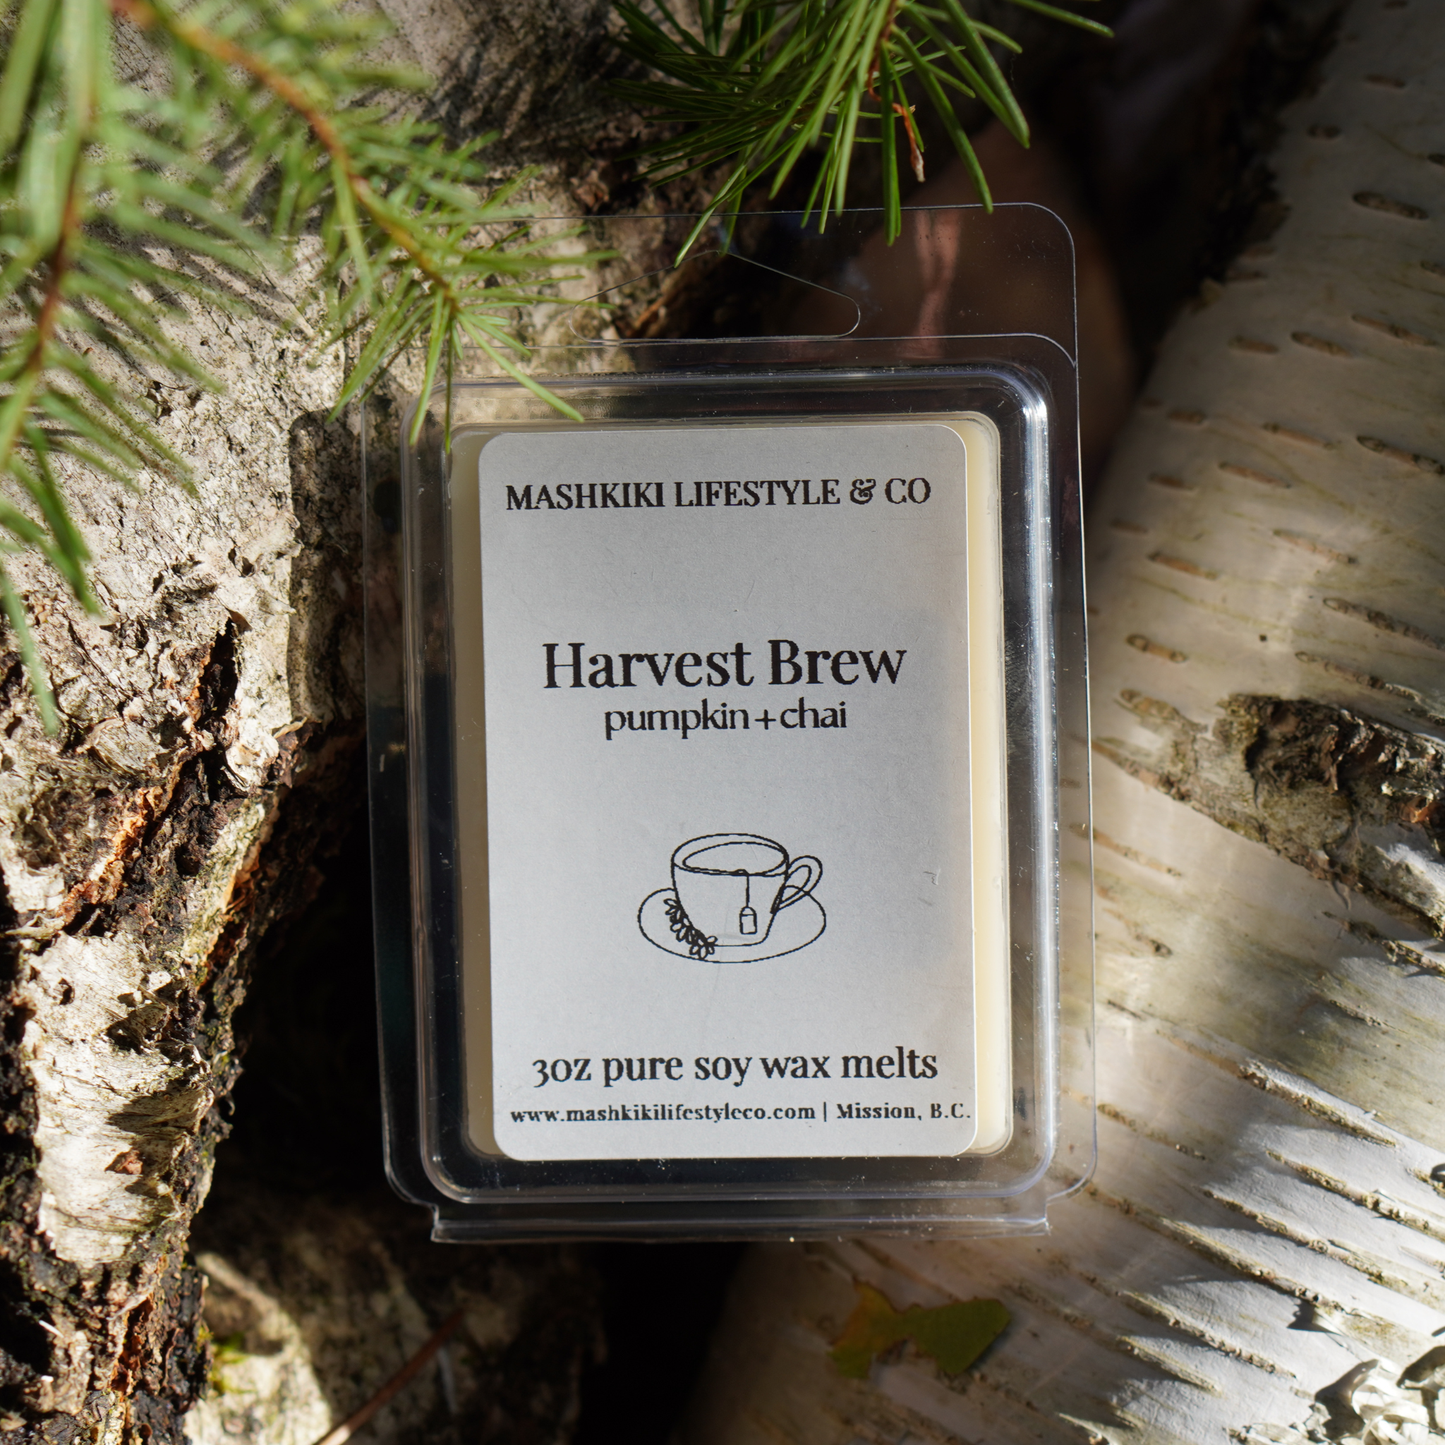 MASHKIKI LIFESTYLE & CO
Harvest Brew
pumpkin+chai
3oz pure soy wax melts
www.mashkikilifestyleco.com | Mission, B.C.